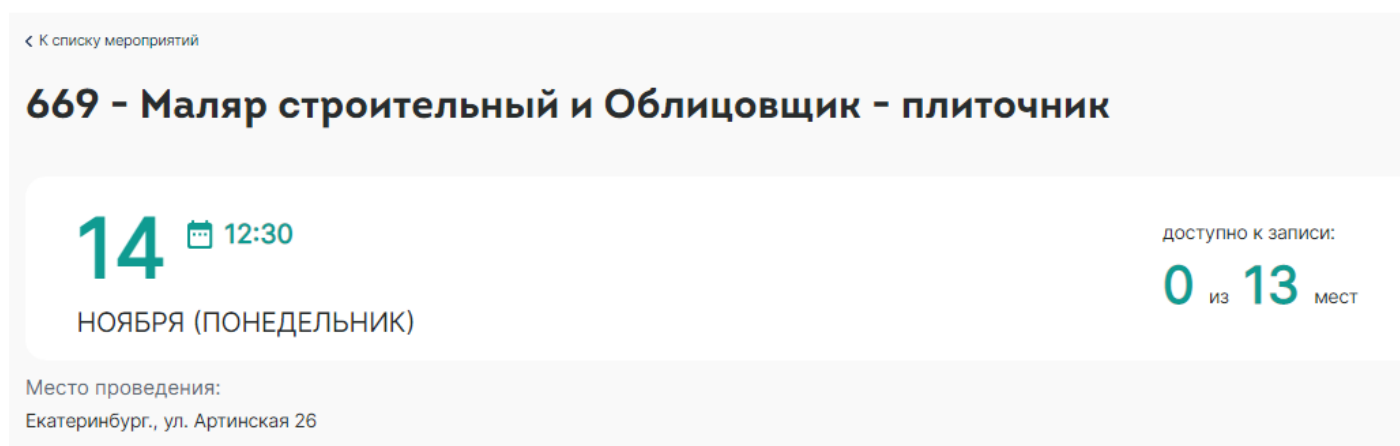 К списку мероприятий
669 - Маляр строительный и Облицовщик - плиточник
14 12:30
НОЯБРЯ (ПОНЕДЕЛЬНИК)
доступно к записи:
0 из 13 мест
Место проведения:
Екатеринбург., ул. Артинская 26